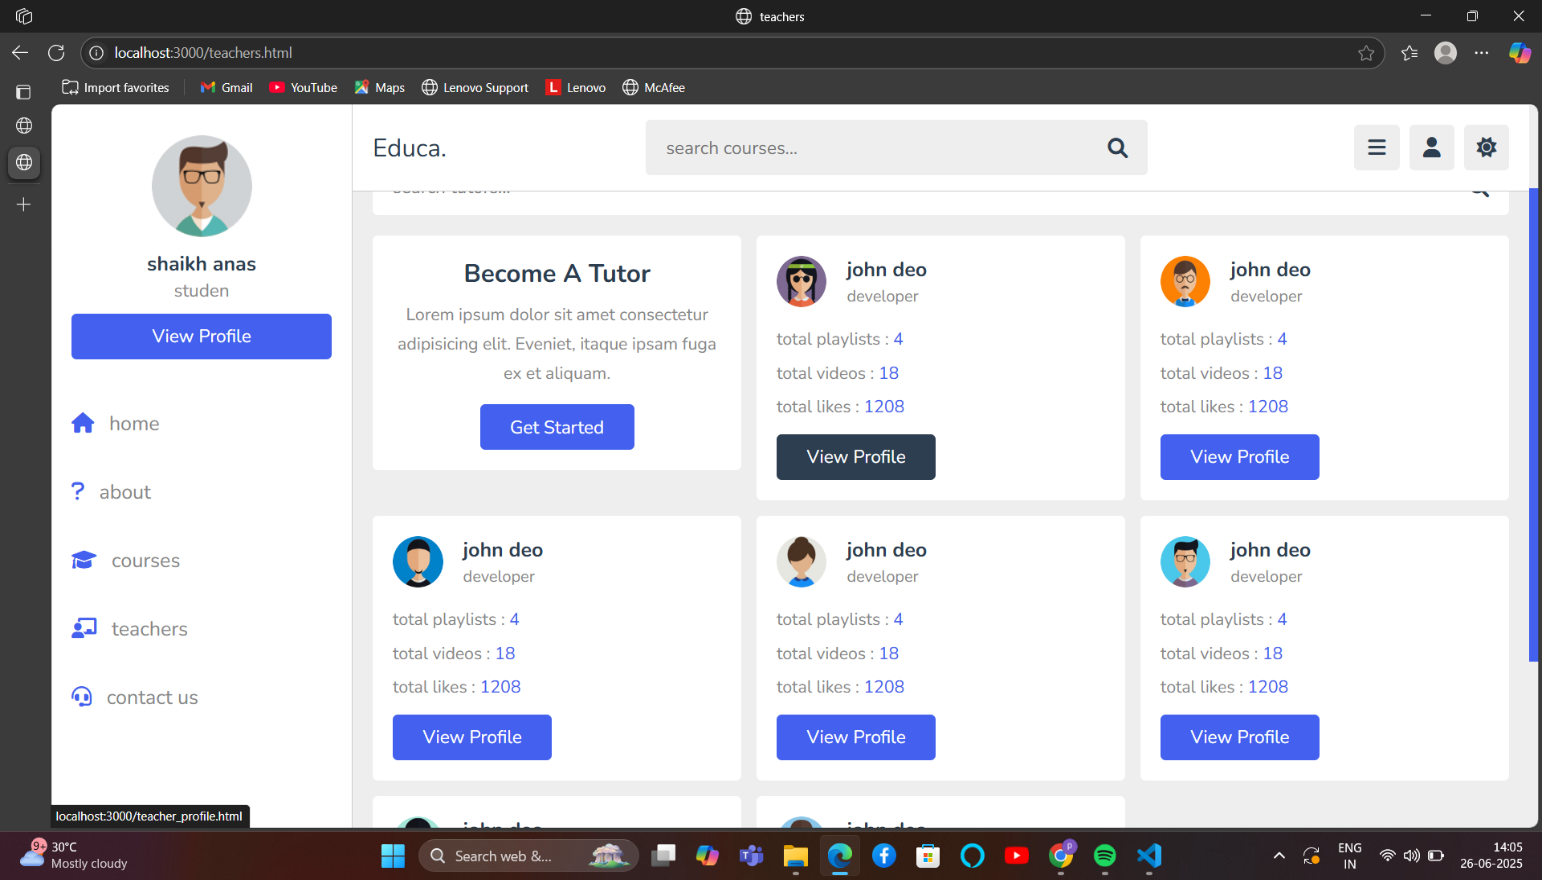 teachers
localhost:3000/teachers.html
Import favorites
Gmail
YouTube
Maps
Lenovo Support
L
Lenovo
McAfee
shaikh anas
studen
View Profile
home
about
courses
teachers
contact us
localhost:3000/teacher_profile.html
Educa.
search courses...
Become A Tutor
Lorem ipsum dolor sit amet consectetur
adipisicing elit. Eveniet, itaque ipsam fuga
ex et aliquam.
Get Started
john deo
developer
total playlists : 4
total videos : 18
total likes : 1208
View Profile
john deo
developer
total playlists : 4
total videos : 18
total likes : 1208
View Profile
john deo
developer
total playlists : 4
total videos : 18
total likes : 1208
View Profile
john deo
developer
total playlists : 4
total videos : 18
total likes : 1208
View Profile
john deo
developer
total playlists : 4
total videos : 18
total likes : 1208
View Profile
9+
30°C
Mostly cloudy
Search web &...
P
ENG
IN
14:05
26-06-2025